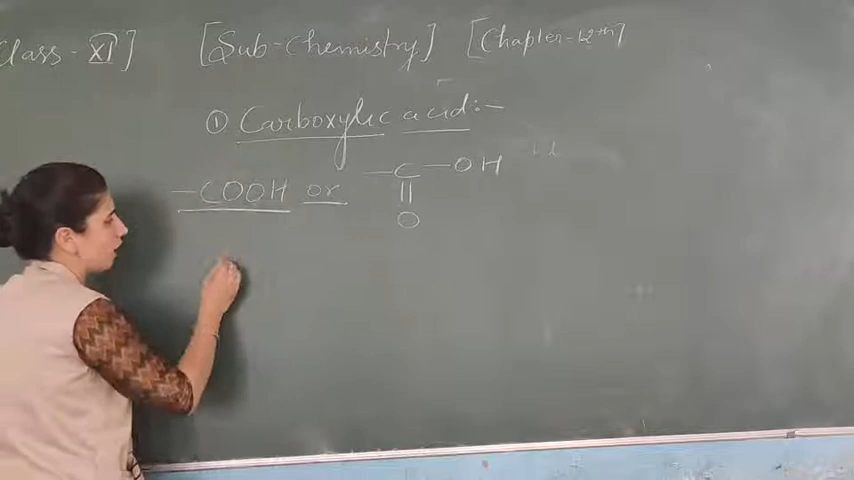 Class-XI] [Sub-Chemistry] [Chapter-12th]
① Carboxylic acid:-
-COOH or -C-OH
||
O